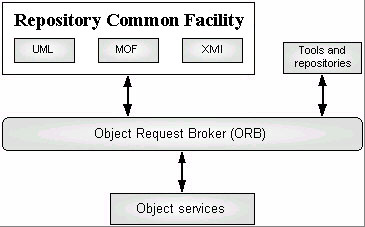 Repository Common Facility
UML MOF XMI
Tools and
repositories
Object Request Broker (ORB)
Object services